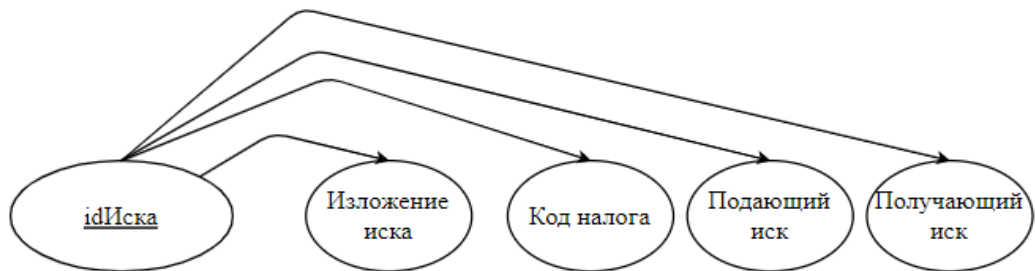 idИска
Изложение
иска
Код налога
Подающий
иск
Получающий
иск